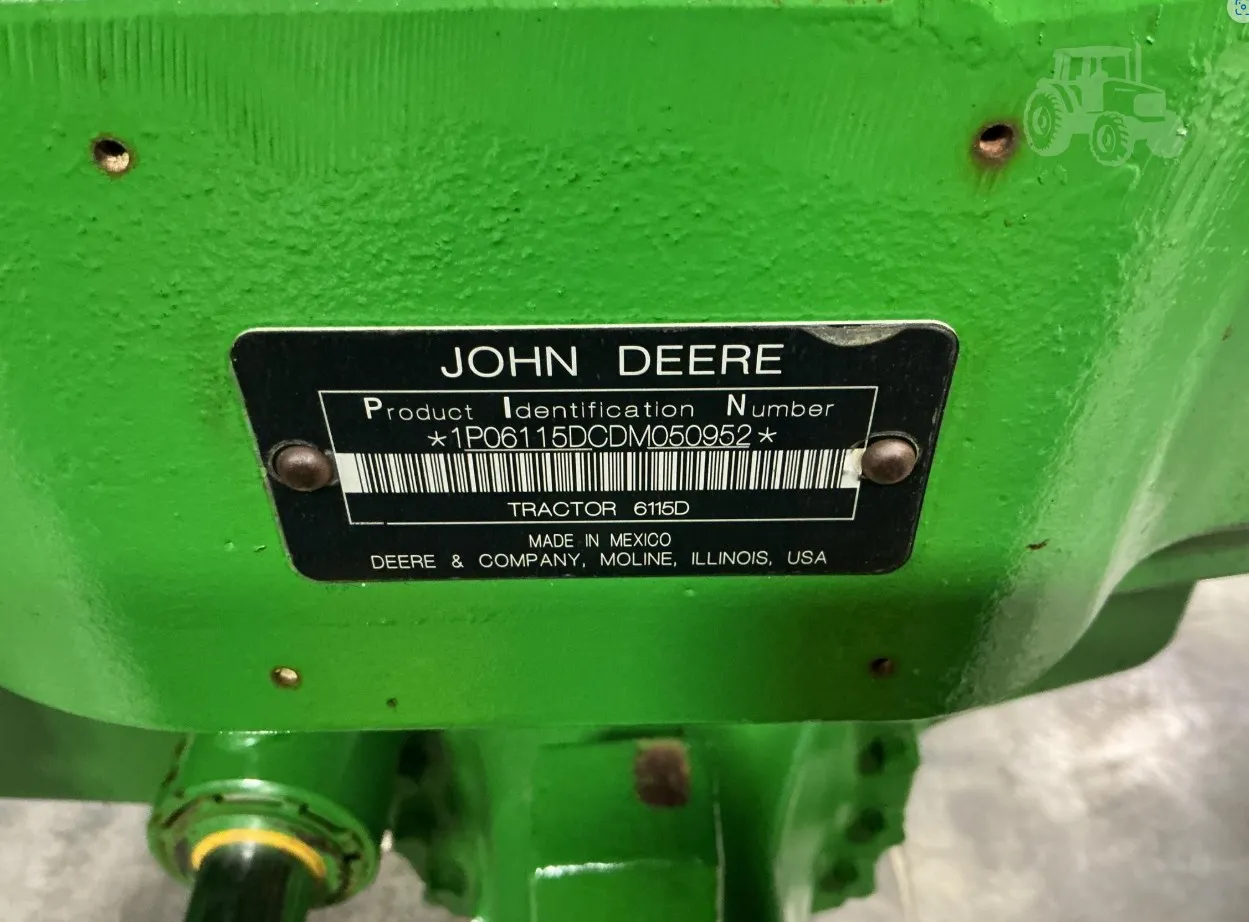 JOHN DEERE
Product Identification Number
*1P06115DCDM050952*
TRACTOR 6115D
MADE IN MEXICO
DEERE & COMPANY, MOLINE, ILLINOIS, USA